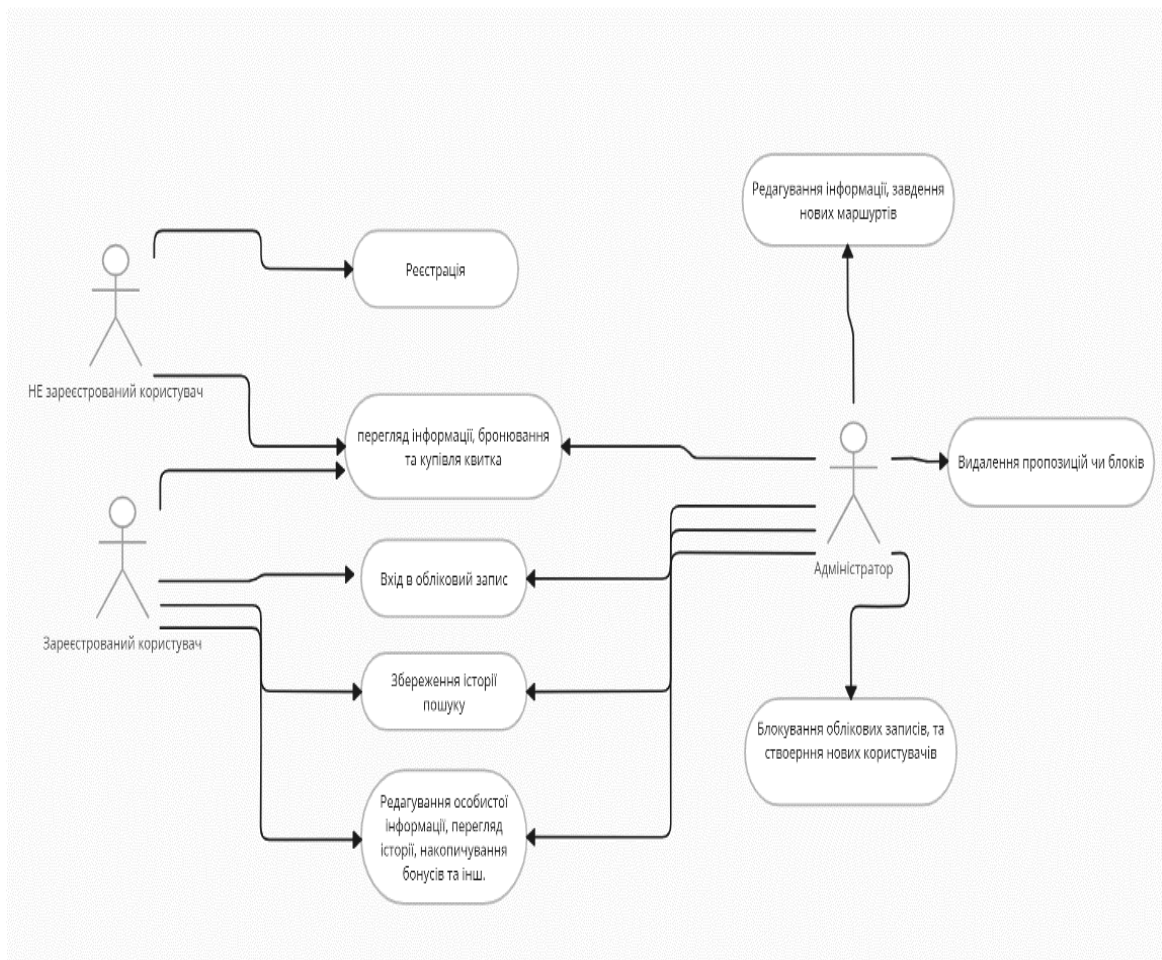 Редагування інформації, завдення
нових маршуртів
Реєстрація
НЕ зареєстрований користувач
перегляд інформації, бронювання
та купівля квитка
Видалення пропозицій чи блоків
Адміністратор
Вхід в обліковий запис
Зареєстрований користувач
Збереження історії
пошуку
Блокування облікових записів, та
ствоерння нових користувачів
Редагування особистої
інформації, перегляд
історії, накопичування
бонусів та інш.